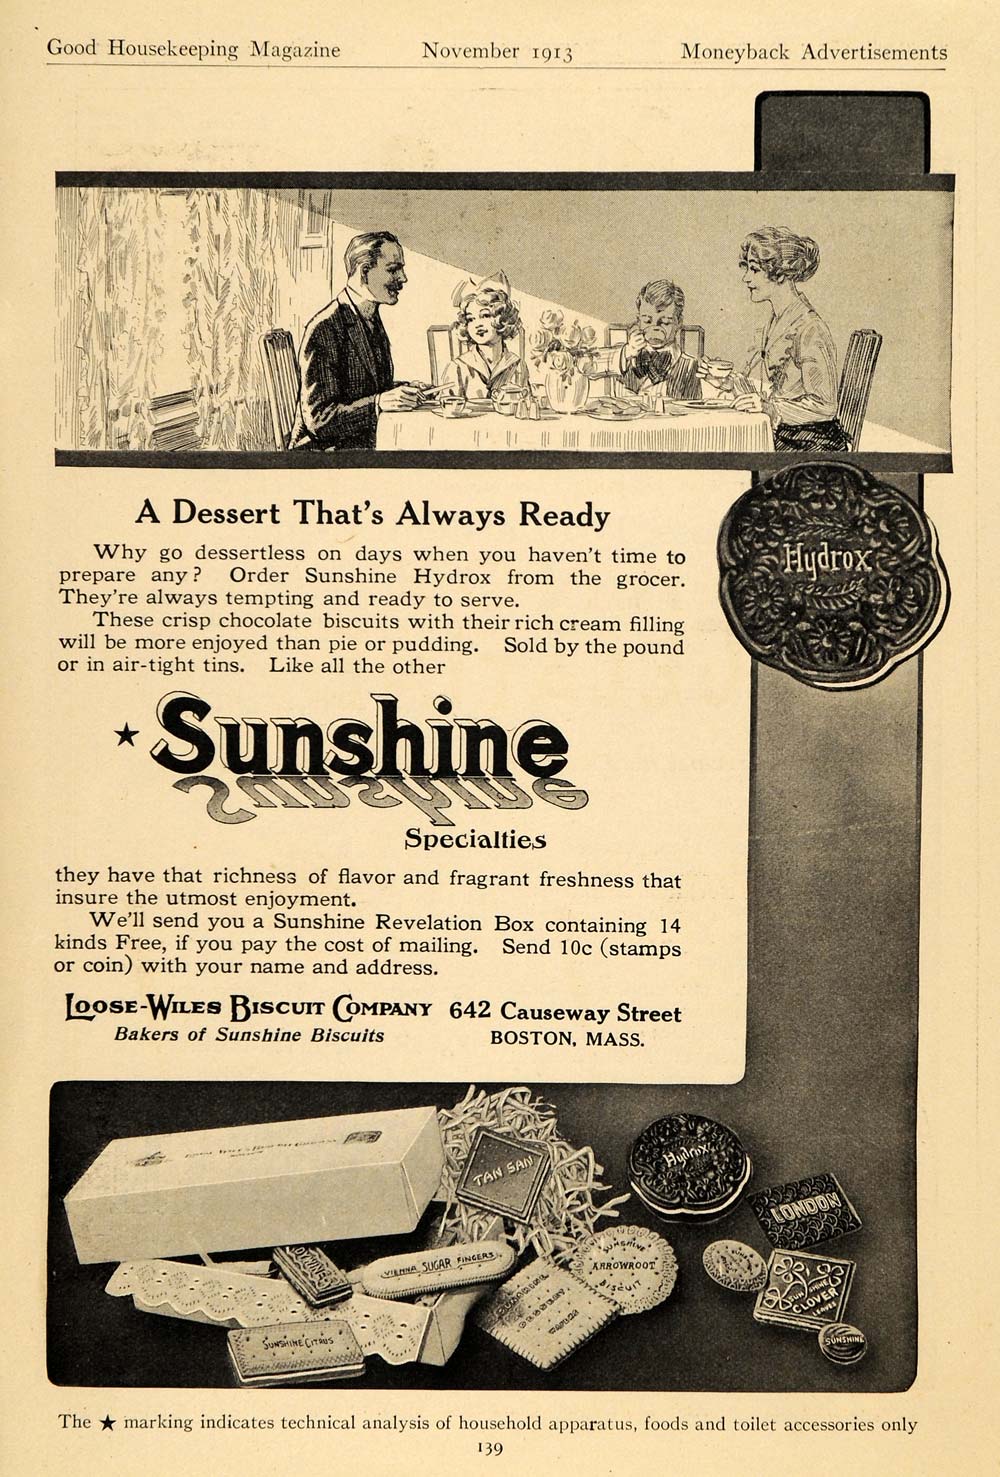 Good Housekeeping Magazine November 1913 Moneyback Advertisements
Hydrox
A Dessert That's Always Ready
Why go dessertless on days when you haven't time to
prepare any? Order Sunshine Hydrox from the grocer.
They're always tempting and ready to serve.
These crisp chocolate biscuits with their rich cream filling
will be more enjoyed than pie or pudding. Sold by the pound
or in air-tight tins. Like all the other
★ Sunshine
Sunshine
Specialties
they have that richness of flavor and fragrant freshness that
insure the utmost enjoyment.
We'll send you a Sunshine Revelation Box containing 14
kinds Free, if you pay the cost of mailing. Send 10c (stamps
or coin) with your name and address.
LOOSE-WILES BISCUIT COMPANY 642 Causeway Street
Bakers of Sunshine Biscuits BOSTON, MASS.
TAN SAN
Hydrox
LONDON
VIENNA SUGAR FINGERS
SUNSHINE
ARROWROOT
BISCUIT
SUNSHINE
CLOVER
LEAVES
SUNSHINE
SUNSHINE CITRUS
The ★ marking indicates technical analysis of household apparatus, foods and toilet accessories only
139